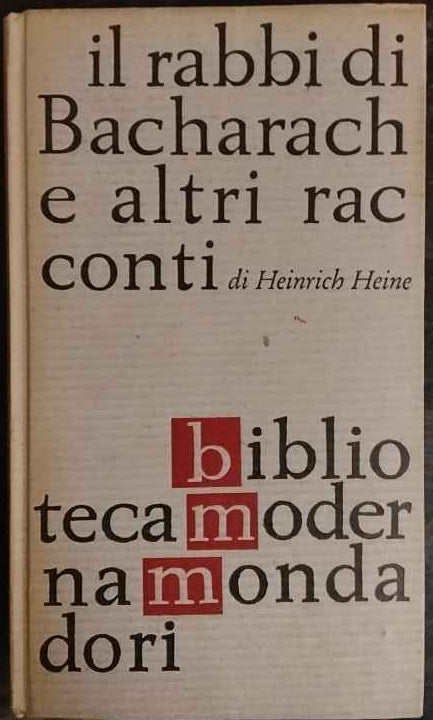 il rabbi di
Bacharach
e altri rac
conti di Heinrich Heine
biblio
tecamoder
namonda
dori